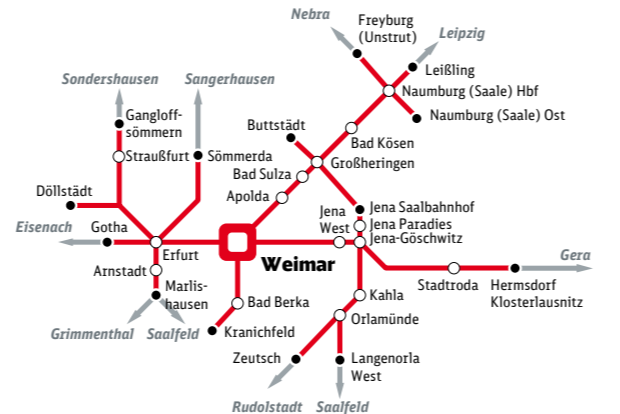 Nebra
Freyburg
(Unstrut)
Leipzig
Leißling
Naumburg (Saale) Hbf
Naumburg (Saale) Ost
Sondershausen
Sangerhausen
Gangloff-
sömmern
Buttstädt
Bad Kösen
Straußfurt
Sömmerda
Großheringen
Bad Sulza
Döllstädt
Apolda
Jena Saalbahnhof
Jena
West
Jena Paradies
Jena-Göschwitz
Eisenach
Gotha
Erfurt
Weimar
Gera
Arnstadt
Stadtroda
Hermsdorf
Klosterlausnitz
Marlis-
hausen
Bad Berka
Kahla
Orlamünde
Grimmenthal
Saalfeld
Kranichfeld
Zeutsch
Langenorla
West
Rudolstadt
Saalfeld